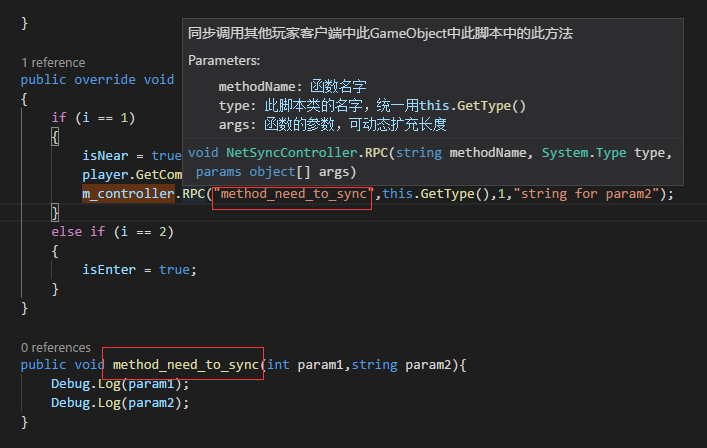 }
同步调用其他玩家客户端中此GameObject中此脚本中的此方法
Parameters:
methodName: 函数名字
type: 此脚本类的名字，统一用this.GetType()
args: 函数的参数，可动态扩充长度
void NetSyncController.RPC(string methodName, System.Type type,
params object[] args)
1 reference
public override void
{
if (i == 1)
{
isNear = true
player.GetCom
m_controller.RPC("method_need_to_sync",this.GetType(),1,"string for param2");
}
else if (i == 2)
{
isEnter = true;
}
}
0 references
public void method_need_to_sync(int param1,string param2){
Debug.Log(param1);
Debug.Log(param2);
}